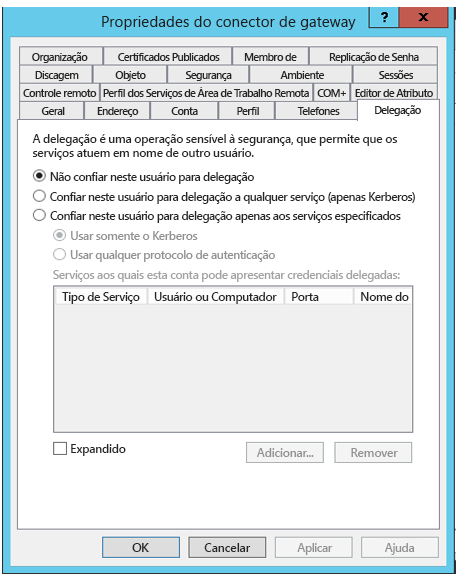 Propriedades do conector de gateway
?
x
Organização
Certificados Publicados
Membro de
Replicação de Senha
Discagem
Objeto
Segurança
Ambiente
Sessões
Controle remoto
Perfil dos Serviços de Área de Trabalho Remota
COM+
Editor de Atributo
Geral
Endereço
Conta
Perfil
Telefones
Delegação
A delegação é uma operação sensível à segurança, que permite que os
serviços atuem em nome de outro usuário.
Não confiar neste usuário para delegação
Confiar neste usuário para delegação a qualquer serviço (apenas Kerberos)
Confiar neste usuário para delegação apenas aos serviços especificados
Usar somente o Kerberos
Usar qualquer protocolo de autenticação
Serviços aos quais esta conta pode apresentar credenciais delegadas:
Tipo de Serviço
Usuário ou Computador
Porta
Nome do
Expandido
Adicionar...
Remover
OK
Cancelar
Aplicar
Ajuda